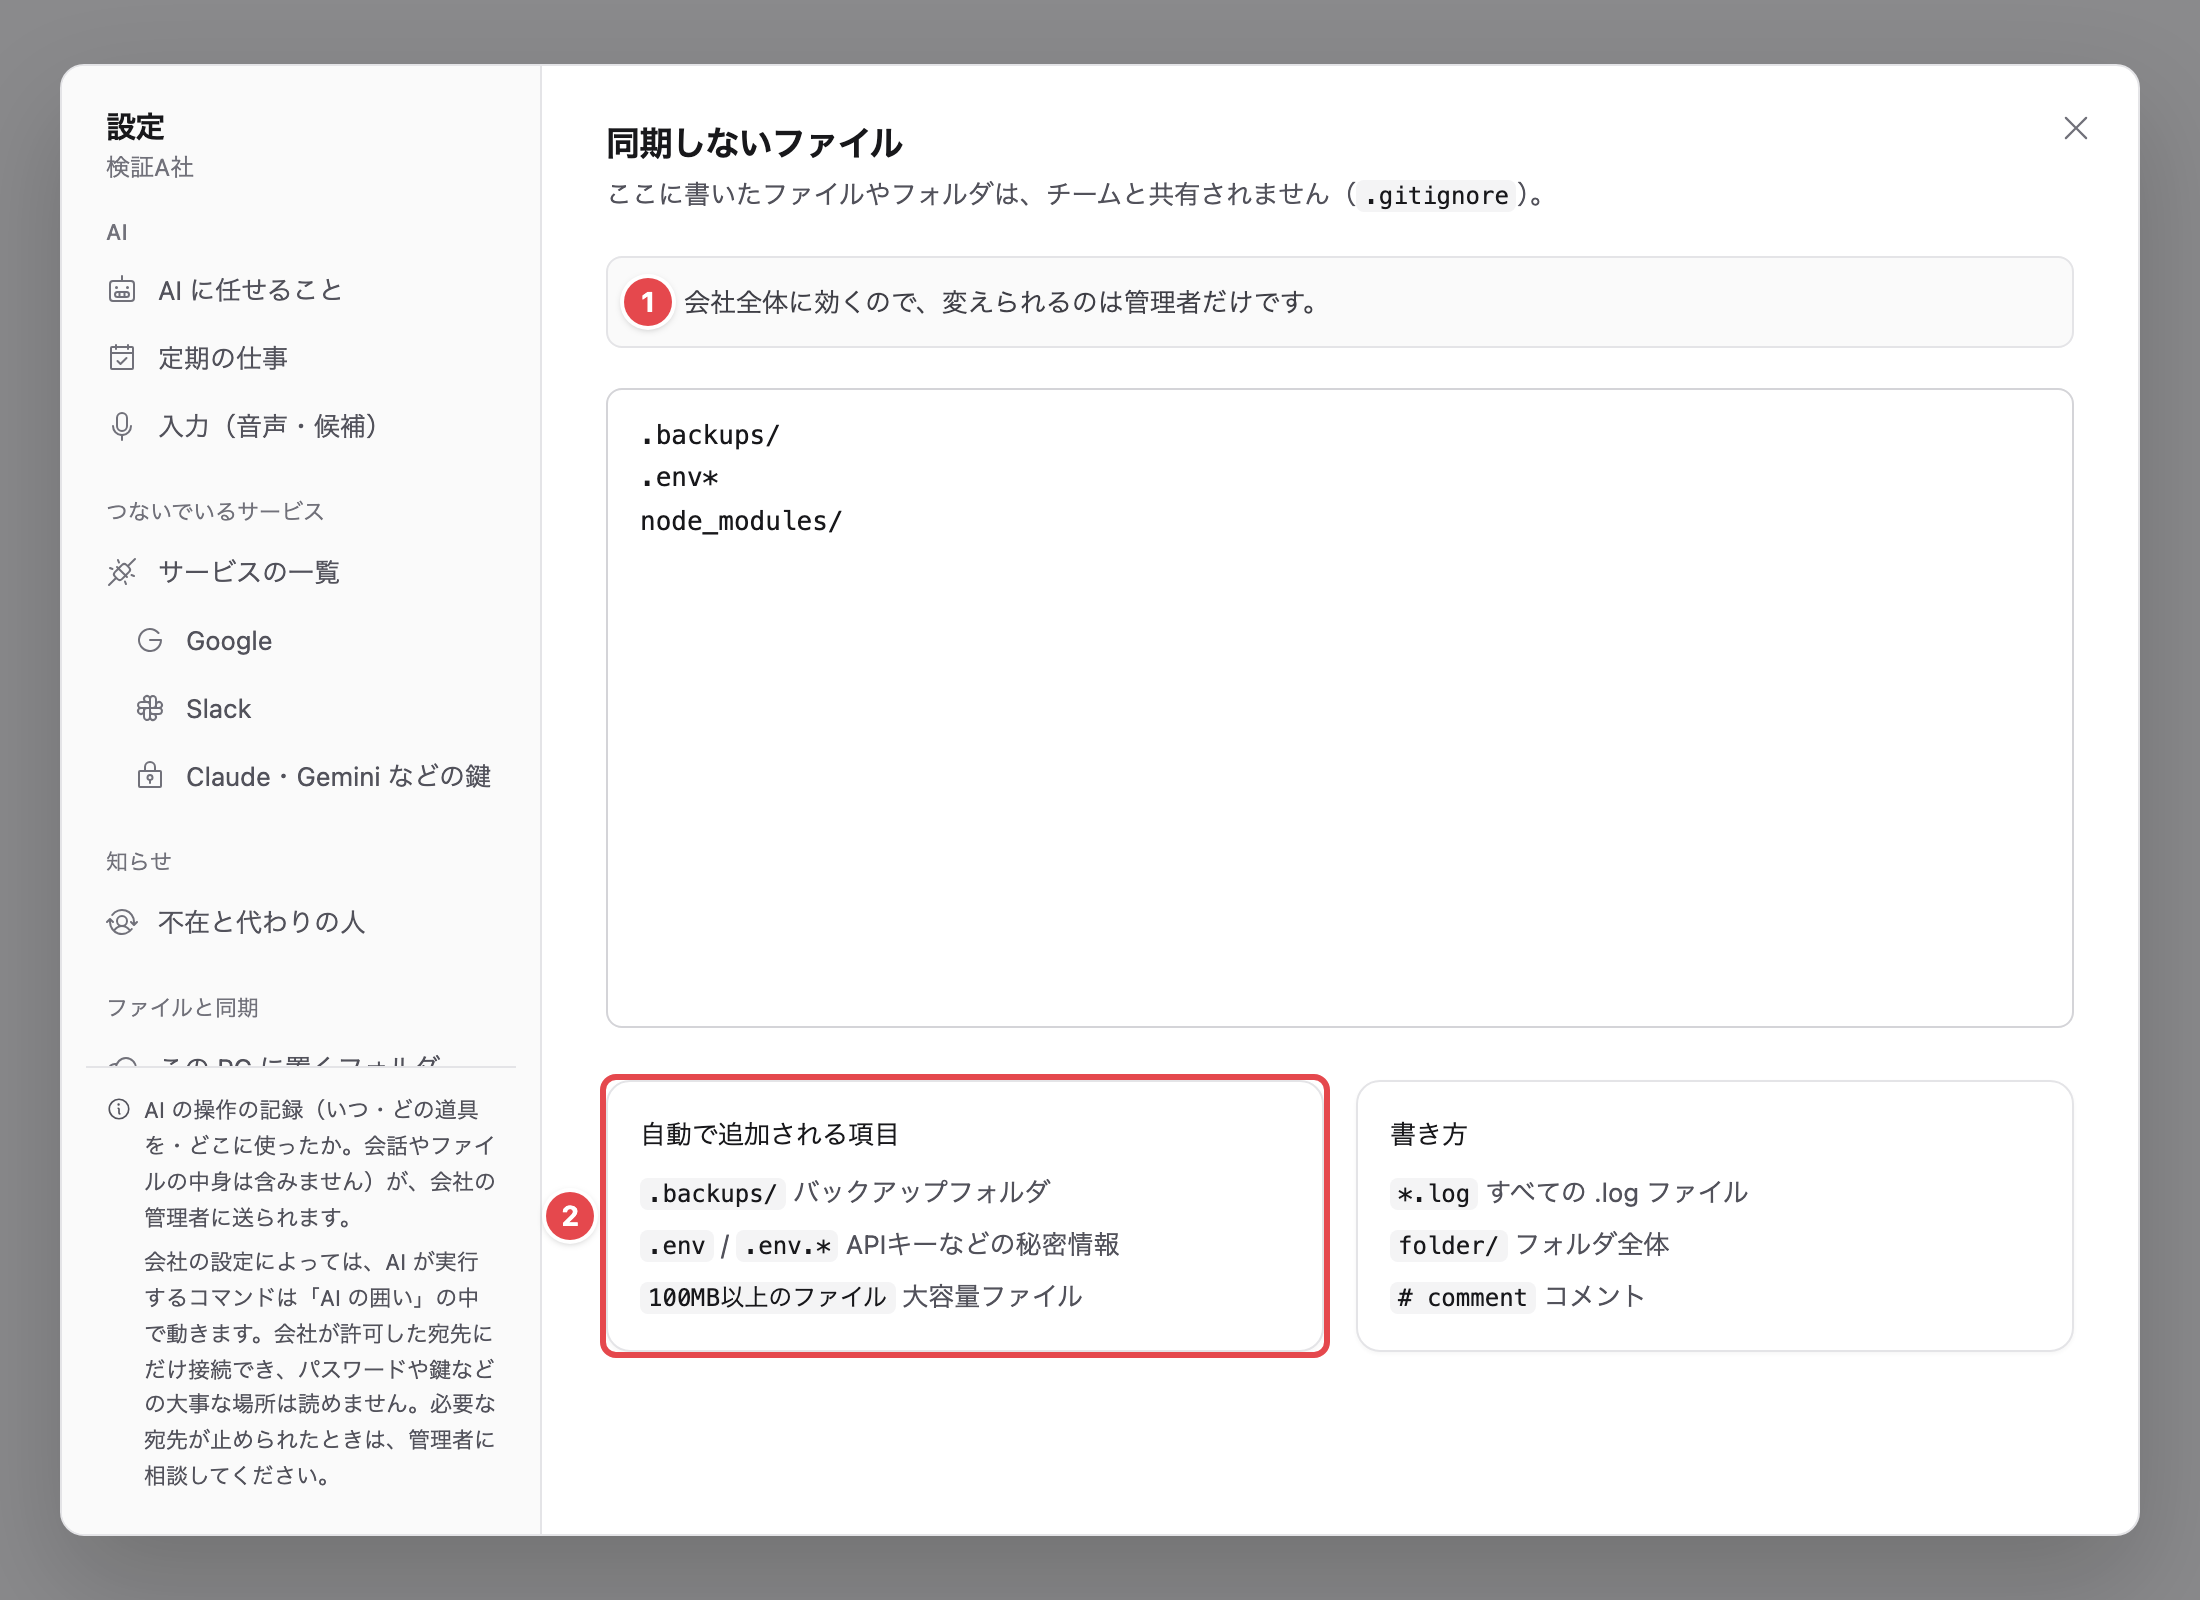 設定
検証A社
AI
AI に任せること
定期の仕事
入力（音声・候補）
つないでいるサービス
サービスの一覧
Google
Slack
Claude・Gemini などの鍵
知らせ
不在と代わりの人
ファイルと同期
この PC に置くフォルダ
AI の操作の記録（いつ・どの道具
を・どこに使ったか。会話やファイ
ルの中身は含みません）が、会社の
管理者に送られます。
会社の設定によっては、AI が実行
するコマンドは「AI の囲い」の中
で動きます。会社が許可した宛先に
だけ接続でき、パスワードや鍵など
の大事な場所は読めません。必要な
宛先が止められたときは、管理者に
相談してください。
同期しないファイル
ここに書いたファイルやフォルダは、チームと共有されません（.gitignore）。
1 会社全体に効くので、変えられるのは管理者だけです。
.backups/
.env*
node_modules/
2
自動で追加される項目
.backups/ バックアップフォルダ
.env / .env.* APIキーなどの秘密情報
100MB以上のファイル 大容量ファイル
書き方
*.log すべての .log ファイル
folder/ フォルダ全体
# comment コメント